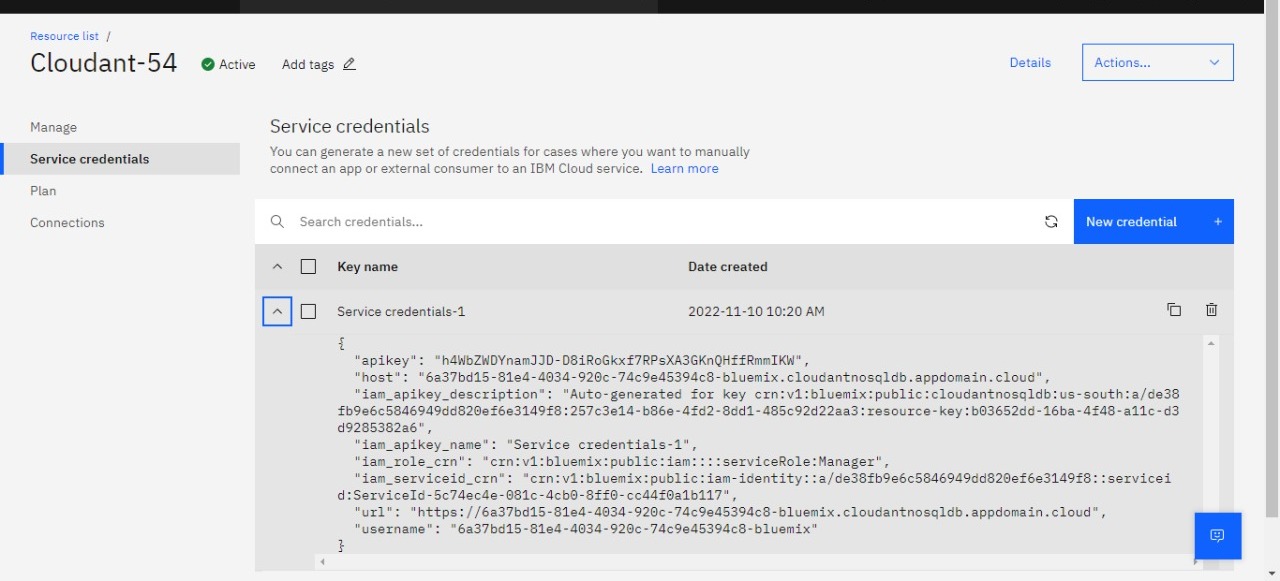 Resource list /
Cloudant-54
Active
Add tags
Details
Actions...
Manage
Service credentials
Plan
Connections
Service credentials
You can generate a new set of credentials for cases where you want to manually
connect an app or external consumer to an IBM Cloud service. Learn more
Search credentials...
New credential +
Key name
Date created
Service credentials-1
2022-11-10 10:20 AM
{
"apikey": "h4WbZWDYnamJJD-D8iRoGkxf7RPsXA3GKnQHffRmmIKW",
"host": "6a37bd15-81e4-4034-920c-74c9e45394c8-bluemix.cloudantnosqldb.appdomain.cloud",
"iam_apikey_description": "Auto-generated for key crn:v1:bluemix:public:cloudantnosqldb:us-south:a/de38
fb9e6c5846949dd820ef6e3149f8:257c3e14-b86e-4fd2-8dd1-485c92d22aa3:resource-key:b03652dd-16ba-4f48-a11c-d3
d9285382a6",
"iam_apikey_name": "Service credentials-1",
"iam_role_crn": "crn:v1:bluemix:public:iam::::serviceRole:Manager",
"iam_serviceid_crn": "crn:v1:bluemix:public:iam-identity::a/de38fb9e6c5846949dd820ef6e3149f8::servicei
d:ServiceId-5c74ec4e-081c-4cb0-8ff0-cc44f0a1b117",
"url": "https://6a37bd15-81e4-4034-920c-74c9e45394c8-bluemix.cloudantnosqldb.appdomain.cloud",
"username": "6a37bd15-81e4-4034-920c-74c9e45394c8-bluemix"
}